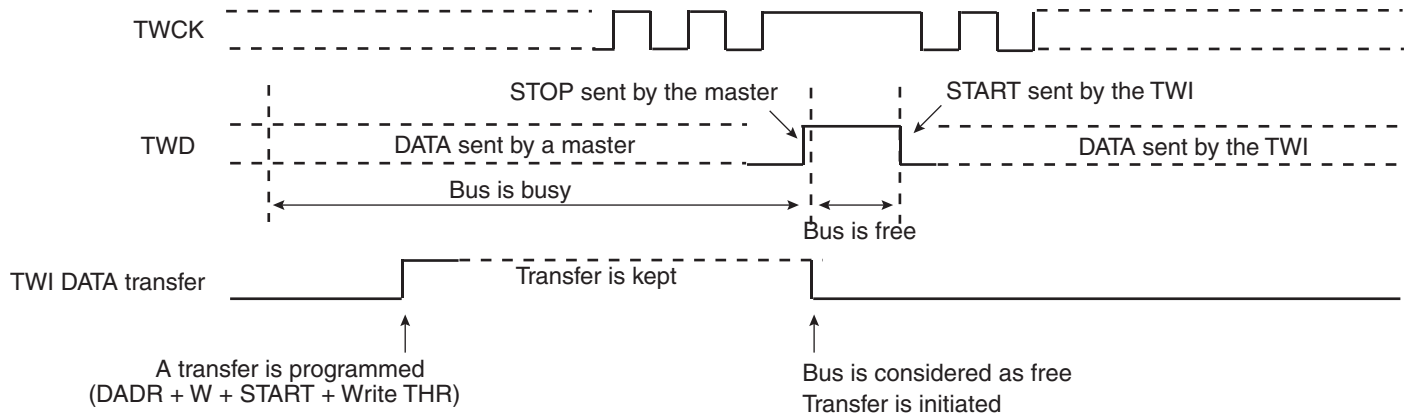 TWCK
STOP sent by the master
START sent by the TWI
TWD
DATA sent by a master
DATA sent by the TWI
Bus is busy
Bus is free
TWI DATA transfer
Transfer is kept
A transfer is programmed
(DADR + W + START + Write THR)
Bus is considered as free
Transfer is initiated